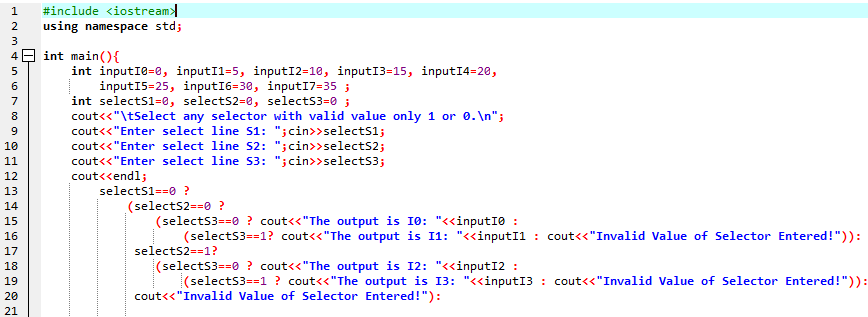 1 #include <iostream>
2 using namespace std;
3
4 int main(){
5 int inputI0=0, inputI1=5, inputI2=10, inputI3=15, inputI4=20,
6 inputI5=25, inputI6=30, inputI7=35 ;
7 int selectS1=0, selectS2=0, selectS3=0 ;
8 cout<<"\tSelect any selector with valid value only 1 or 0.\n";
9 cout<<"Enter select line S1: ";cin>>selectS1;
10 cout<<"Enter select line S2: ";cin>>selectS2;
11 cout<<"Enter select line S3: ";cin>>selectS3;
12 cout<<endl;
13 selectS1==0 ?
14 (selectS2==0 ?
15 (selectS3==0 ? cout<<"The output is I0: "<<inputI0 :
16 (selectS3==1? cout<<"The output is I1: "<<inputI1 : cout<<"Invalid Value of Selector Entered!")):
17 selectS2==1?
18 (selectS3==0 ? cout<<"The output is I2: "<<inputI2 :
19 (selectS3==1 ? cout<<"The output is I3: "<<inputI3 : cout<<"Invalid Value of Selector Entered!")):
20 cout<<"Invalid Value of Selector Entered!"):
21